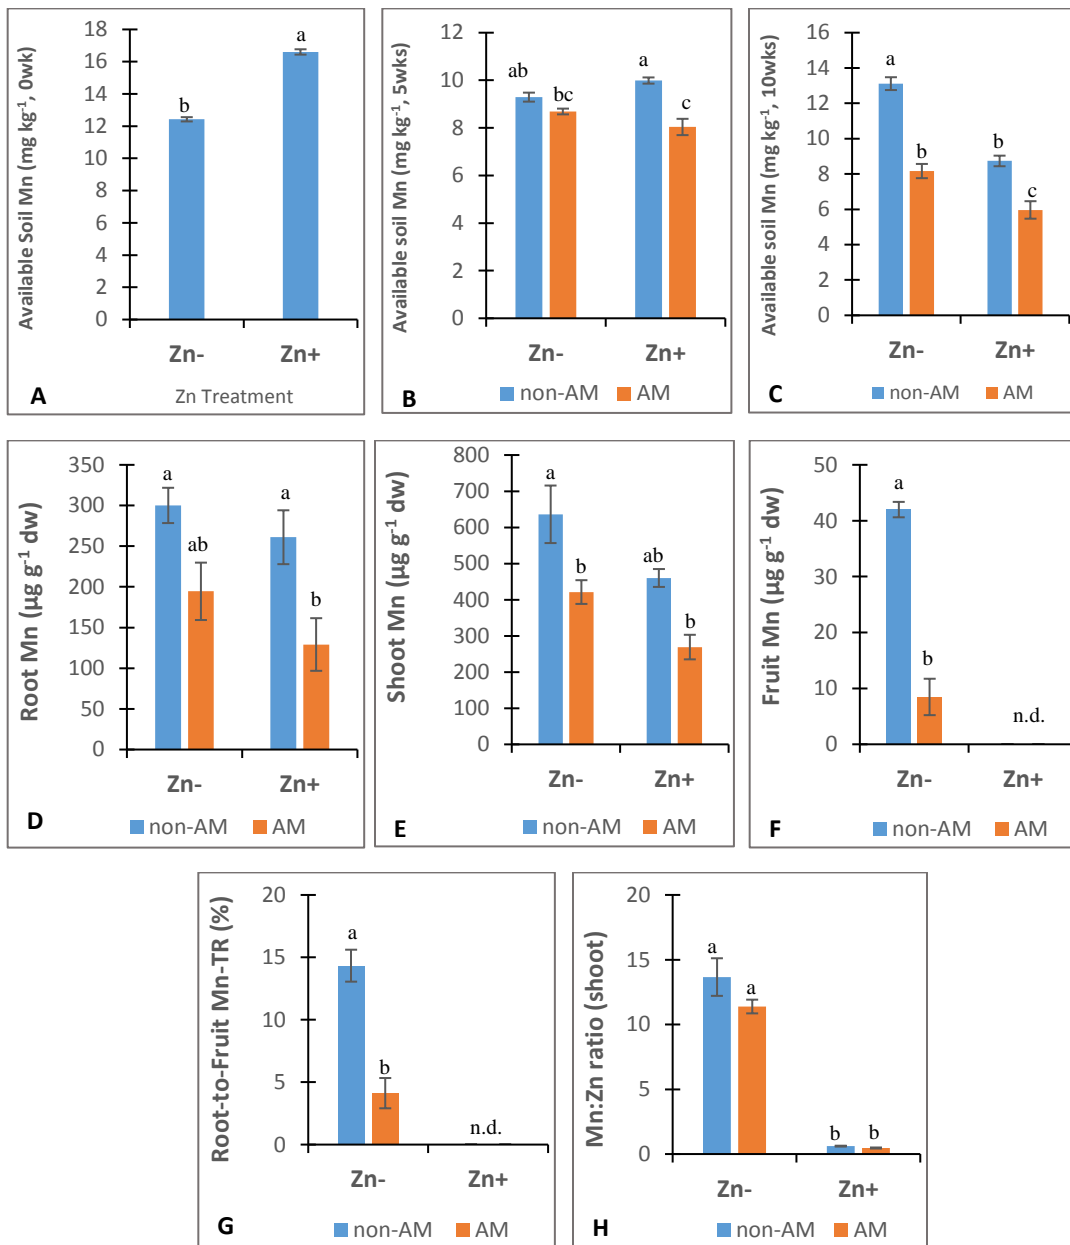 Available Soil Mn (mg kg⁻¹, 0wk)
18
16
14
12
10
8
6
4
2
0
b
a
Zn-
Zn+
Zn Treatment
A
Available soil Mn (mg kg⁻¹, 5wks)
12
10
8
6
4
2
0
ab
bc
a
c
Zn-
Zn+
non-AM
AM
B
Available soil Mn (mg kg⁻¹, 10wks)
16
14
12
10
8
6
4
2
0
a
b
b
c
Zn-
Zn+
non-AM
AM
C
Root Mn (µg g⁻¹ dw)
350
300
250
200
150
100
50
0
a
ab
a
b
Zn-
Zn+
D
non-AM
AM
Shoot Mn (µg g⁻¹ dw)
800
700
600
500
400
300
200
100
0
a
b
ab
b
Zn-
Zn+
E
non-AM
AM
Fruit Mn (µg g⁻¹ dw)
50
40
30
20
10
0
a
b
n.d.
Zn-
Zn+
F
non-AM
AM
Root-to-Fruit Mn-TR (%)
20
15
10
5
0
a
b
n.d.
Zn-
Zn+
G
non-AM
AM
Mn:Zn ratio (shoot)
20
15
10
5
0
a
a
b
b
Zn-
Zn+
H
non-AM
AM